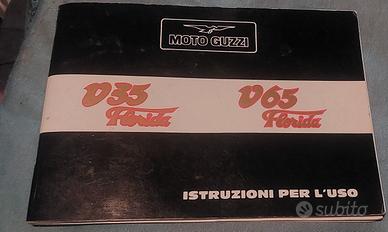 MOTO GUZZI
V35 V65
Florida Florida
ISTRUZIONI PER L'USO
subito